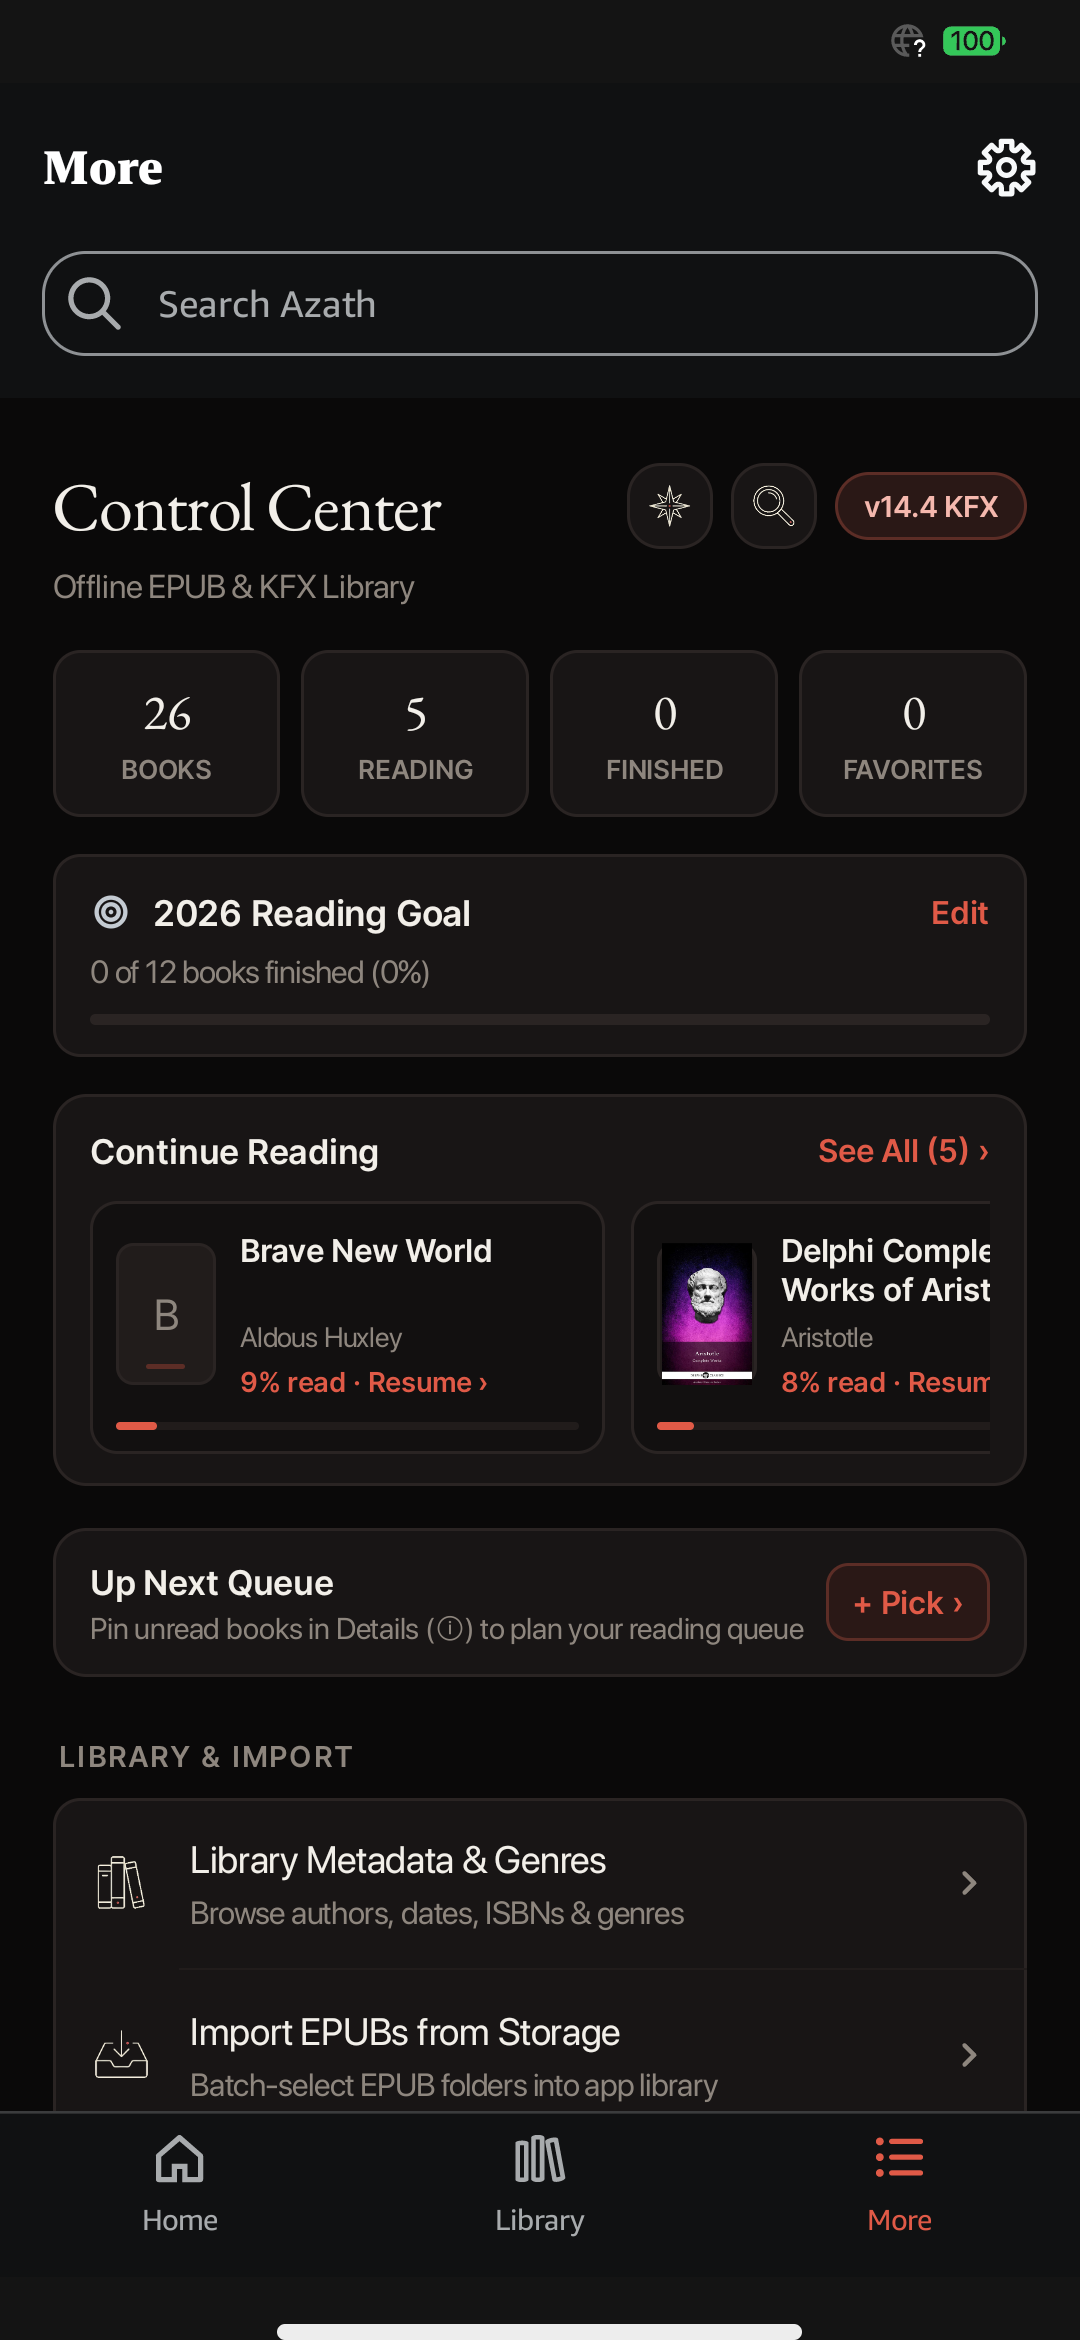 100
More
Search Azath
Control Center
v14.4 KFX
Offline EPUB & KFX Library
26
BOOKS
5
READING
0
FINISHED
0
FAVORITES
2026 Reading Goal
Edit
0 of 12 books finished (0%)
Continue Reading
See All (5) ›
B
Brave New World
Aldous Huxley
9% read · Resume ›
Aristotle
Complete Works
Delphi Comple
Works of Arist
Aristotle
8% read · Resum
Up Next Queue
Pin unread books in Details (ⓘ) to plan your reading queue
+ Pick ›
LIBRARY & IMPORT
Library Metadata & Genres
Browse authors, dates, ISBNs & genres
Import EPUBs from Storage
Batch-select EPUB folders into app library
Home
Library
More